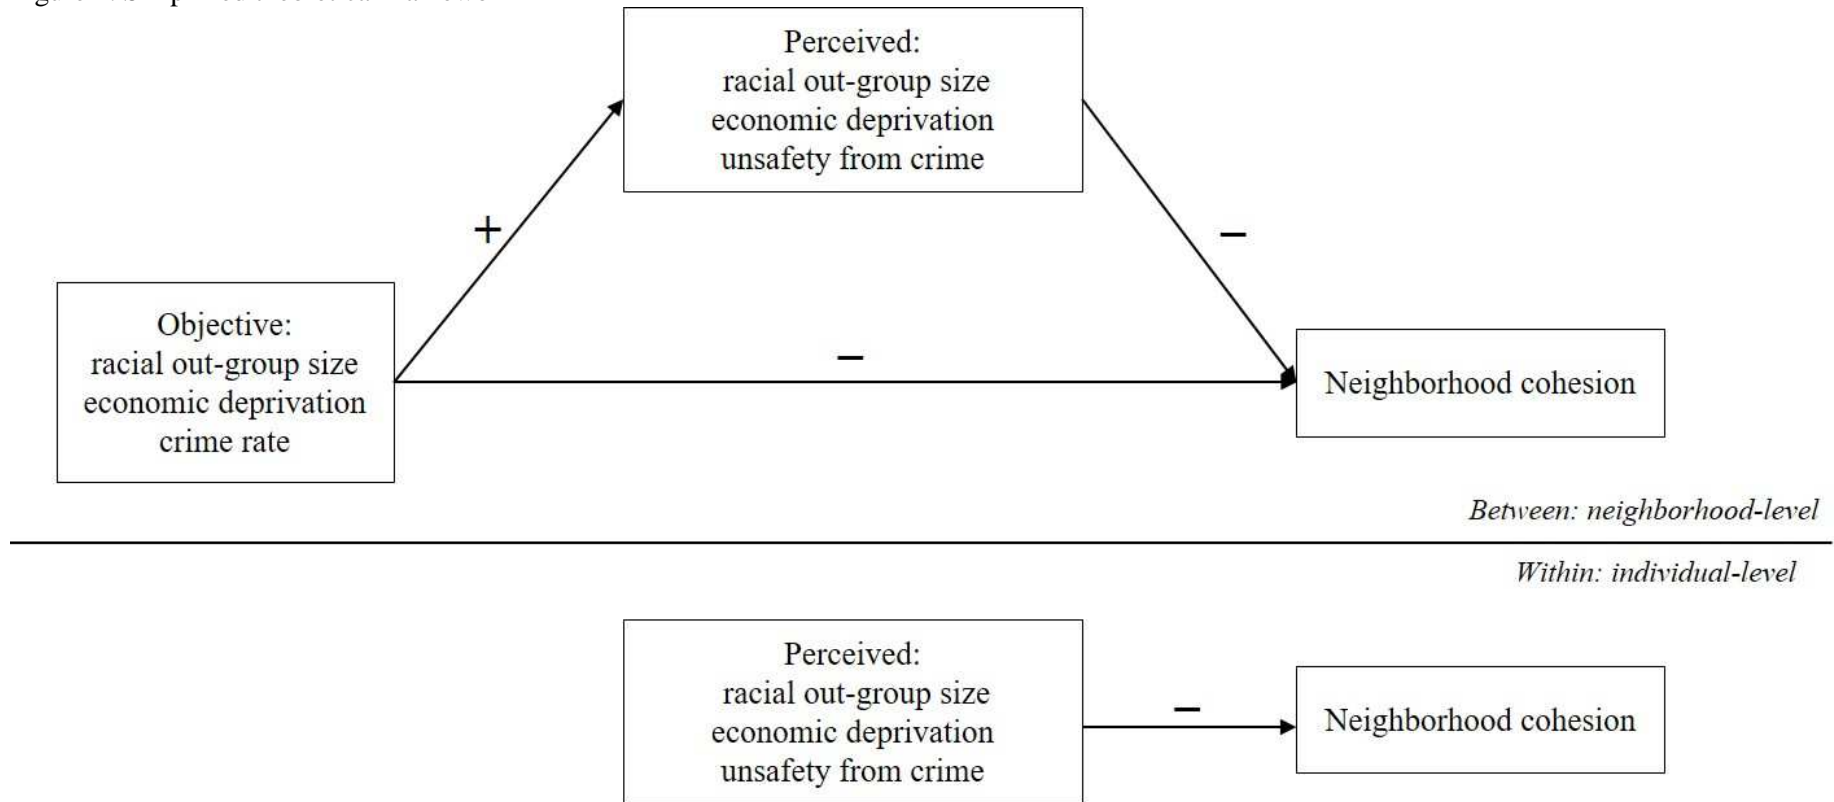 Perceived:
racial out-group size
economic deprivation
unsafety from crime
+
–
Objective:
racial out-group size
economic deprivation
crime rate
–
Neighborhood cohesion
Between: neighborhood-level
Within: individual-level
Perceived:
racial out-group size
economic deprivation
unsafety from crime
–
Neighborhood cohesion